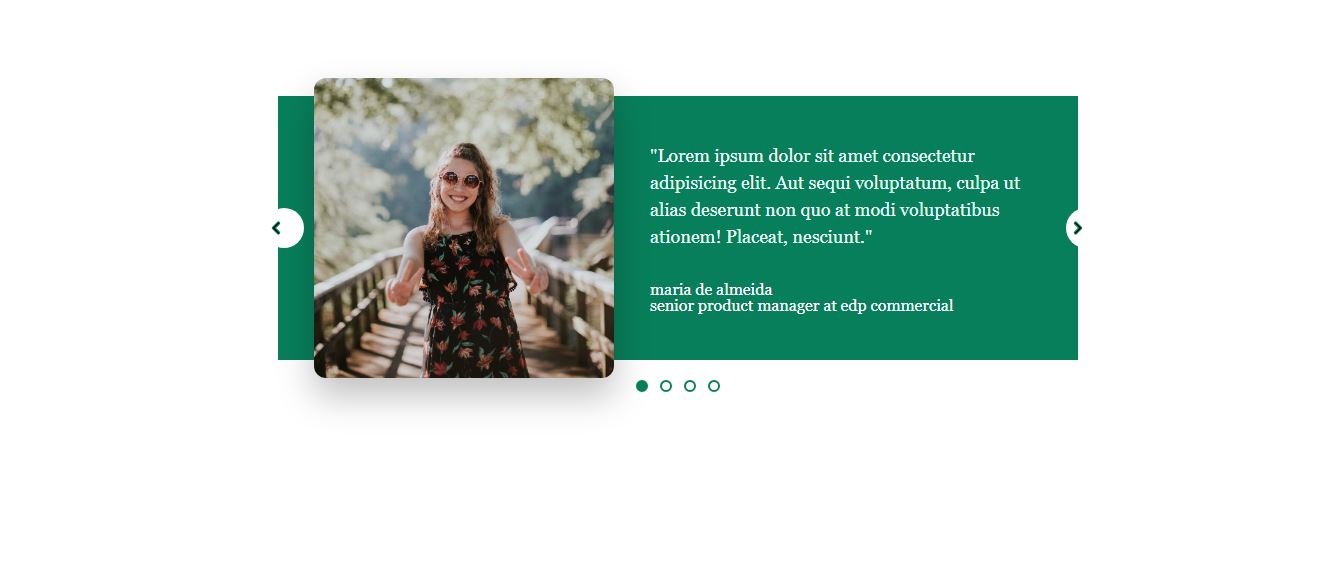 "Lorem ipsum dolor sit amet consectetur
adipisicing elit. Aut sequi voluptatum, culpa ut
alias deserunt non quo at modi voluptatibus
ationem! Placeat, nesciunt."
maria de almeida
senior product manager at edp commercial